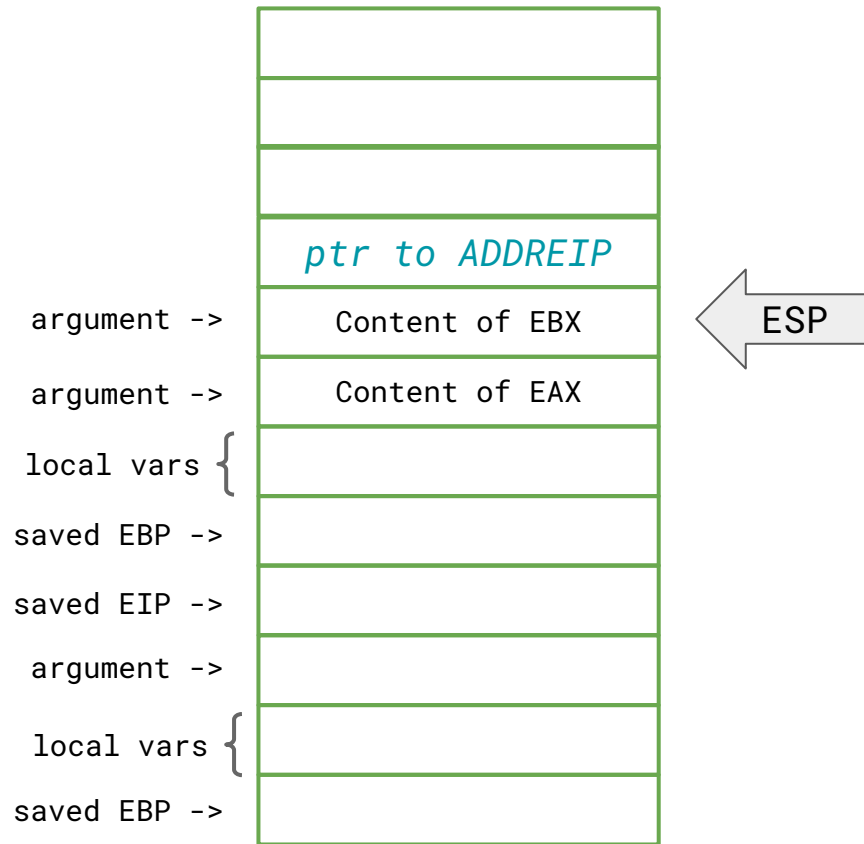 ptr to ADDREIP
argument -> Content of EBX ESP
argument -> Content of EAX
local vars {
saved EBP ->
saved EIP ->
argument ->
local vars {
saved EBP ->